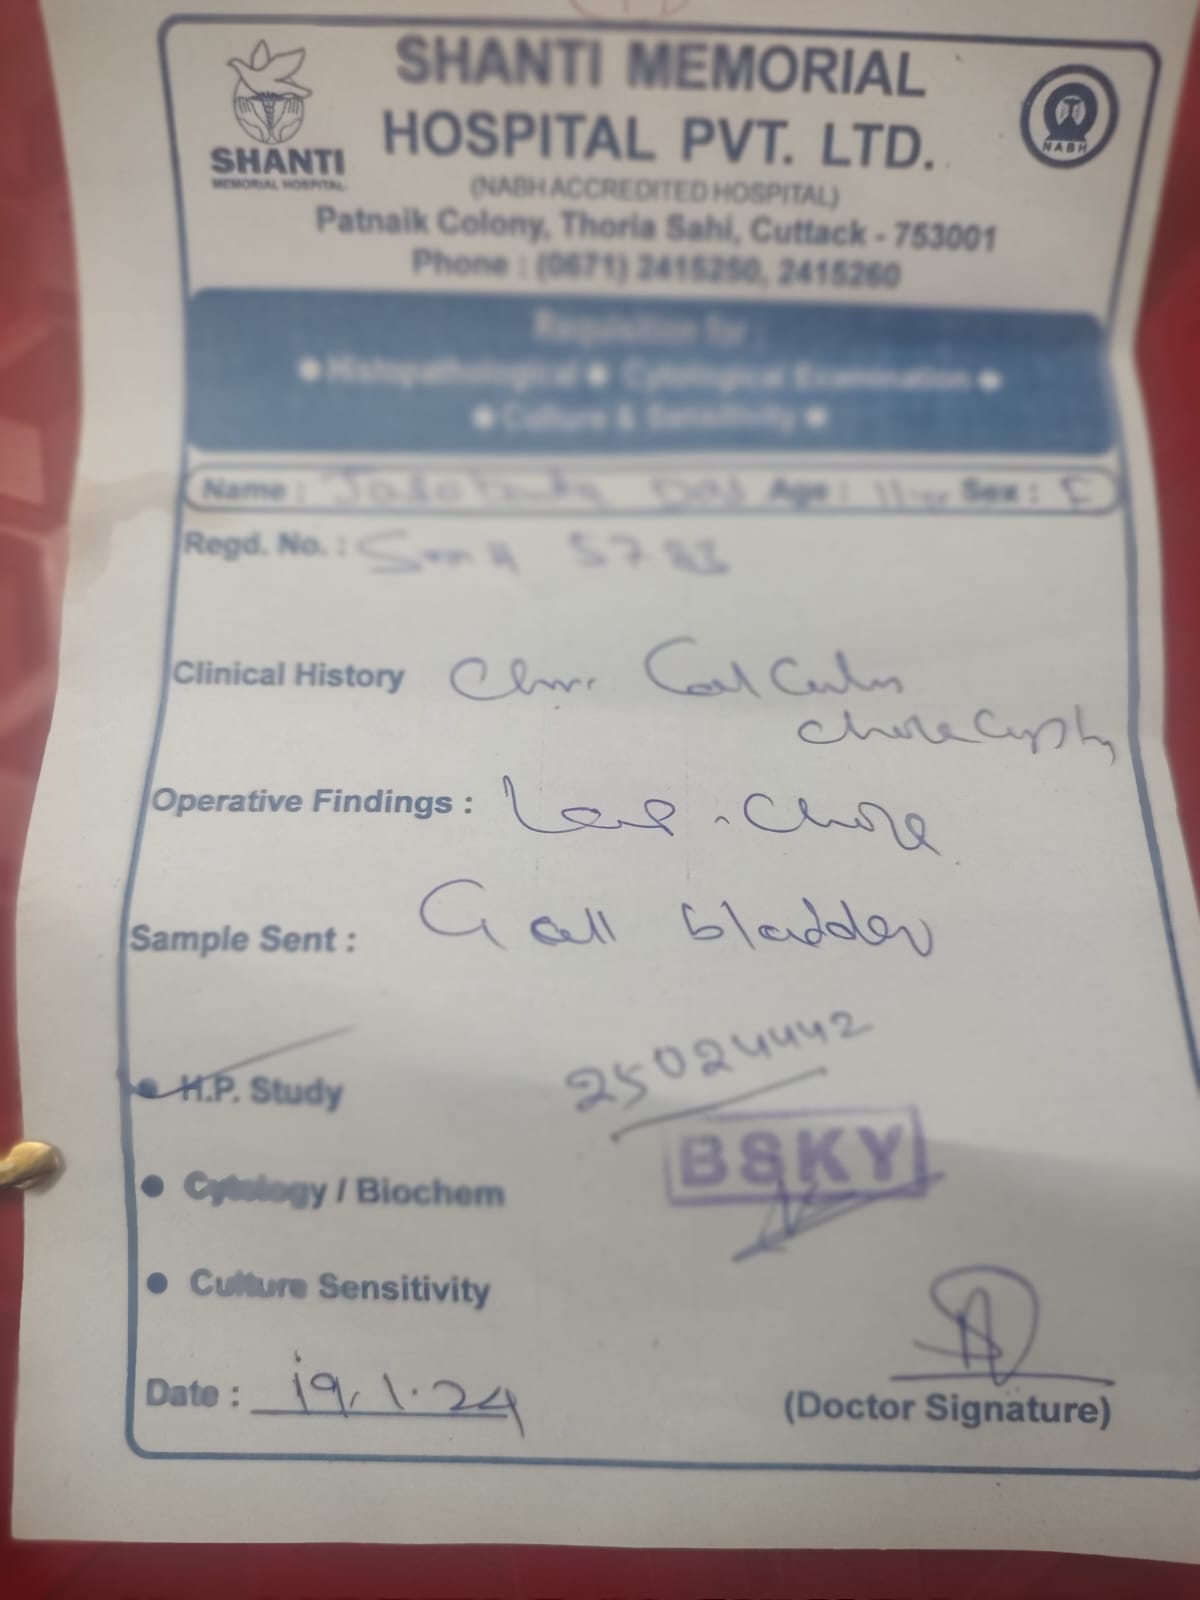 SHANTI MEMORIAL
HOSPITAL PVT. LTD.
SHANTI
MEMORIAL HOSPITAL
NABH
(NABH ACCREDITED HOSPITAL)
Patnaik Colony, Thoria Sahi, Cuttack - 753001
Phone : (0671) 2415250, 2415260
Requisition for :
● Histopathological ● Cytological Examination ●
● Culture & Sensitivity ●
Name : Das Age : Sex : F
Regd. No. : 5783
Clinical History
Operative Findings : Lap. Chole
Sample Sent : Gall bladder
● H.P. Study
25024442
BSKY
● Cytology / Biochem
● Culture Sensitivity
Date : 19.1.24
(Doctor Signature)